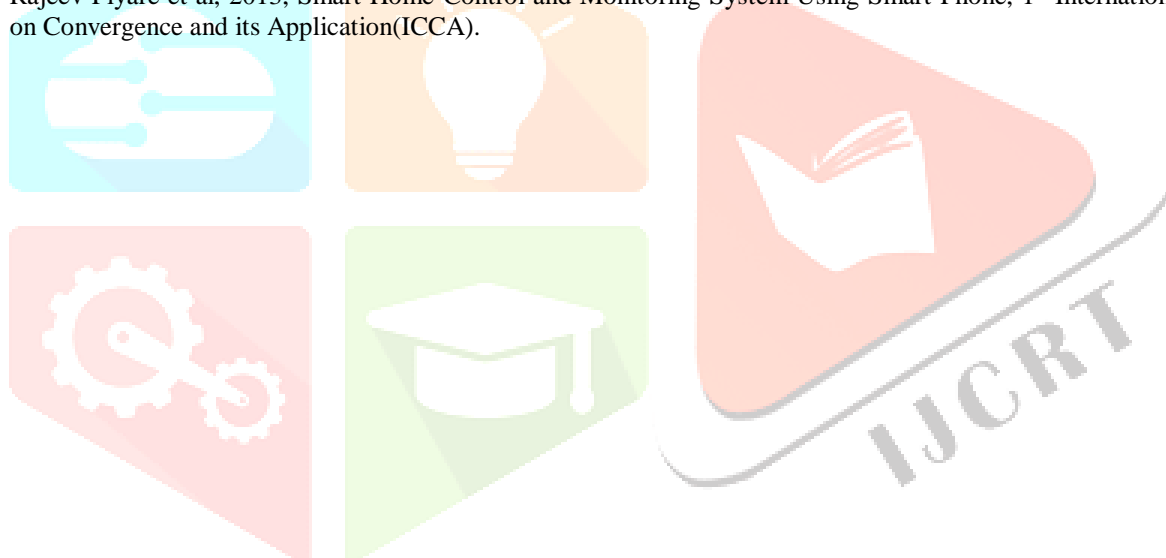 Rajeev Piyare et al, 2013, Smart Home Control and Monitoring System Using Smart Phone, 1 Internation
on Convergence and its Application(ICCA).
IJCRT